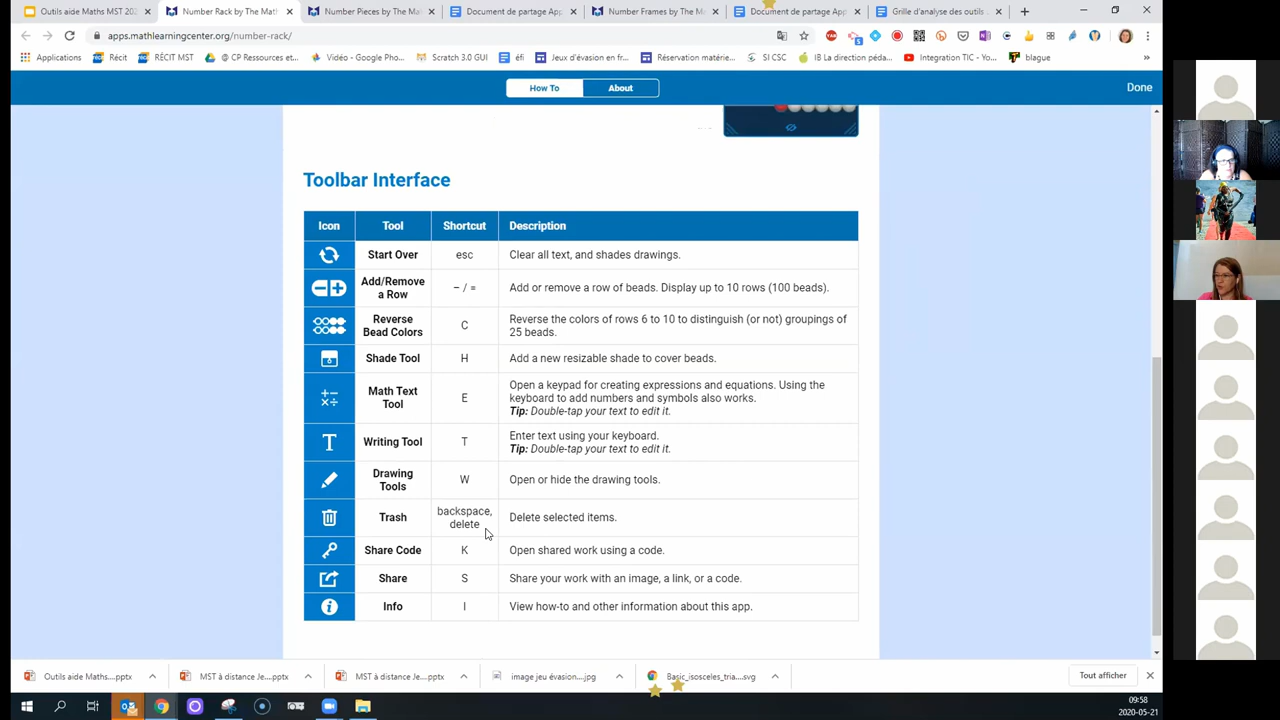 Outils aide Maths MST 202
Number Rack by The Math
Number Pieces by The Ma
Document de partage App
Number Frames by The M
Document de partage App
Grille d'analyse des outils
apps.mathlearningcenter.org/number-rack/
Applications
Récit
RÉCIT MST
@ CP Ressources et...
Vidéo - Google Pho...
Scratch 3.0 GUI
éfi
Jeux d'évasion en fr...
Réservation matérie...
SI CSC
IB La direction péda...
Integration TIC - Yo...
blague
How To
About
Done
Toolbar Interface
Icon Tool Shortcut Description
Start Over esc Clear all text, and shades drawings.
Add/Remove a Row − / = Add or remove a row of beads. Display up to 10 rows (100 beads).
Reverse Bead Colors C Reverse the colors of rows 6 to 10 to distinguish (or not) groupings of
25 beads.
Shade Tool H Add a new resizable shade to cover beads.
Math Text Tool E Open a keypad for creating expressions and equations. Using the
keyboard to add numbers and symbols also works.
Tip: Double-tap your text to edit it.
Writing Tool T Enter text using your keyboard.
Tip: Double-tap your text to edit it.
Drawing Tools W Open or hide the drawing tools.
Trash backspace, delete Delete selected items.
Share Code K Open shared work using a code.
Share S Share your work with an image, a link, or a code.
Info I View how-to and other information about this app.
Outils aide Maths....pptx
MST à distance Je....pptx
MST à distance Je....pptx
image jeu évasion....jpg
Basic_isosceles_tria....svg
Tout afficher
09:58
2020-05-21